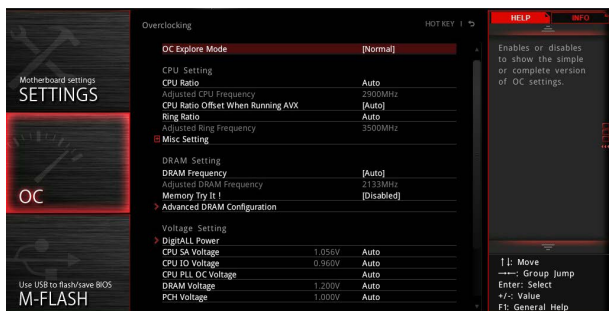 Overclocking
HOT KEY | ↩
HELP
INFO
OC Explore Mode [Normal]
CPU Setting
CPU Ratio Auto
Adjusted CPU Frequency 2900MHz
CPU Ratio Offset When Running AVX [Auto]
Ring Ratio Auto
Adjusted Ring Frequency 3500MHz
Misc Setting
DRAM Setting
DRAM Frequency [Auto]
Adjusted DRAM Frequency 2133MHz
Memory Try It ! [Disabled]
Advanced DRAM Configuration
Voltage Setting
DigitALL Power
CPU SA Voltage 1.056V Auto
CPU IO Voltage 0.960V Auto
CPU PLL OC Voltage Auto
DRAM Voltage 1.200V Auto
PCH Voltage 1.000V Auto
Motherboard settings
SETTINGS
OC
Use USB to flash/save BIOS
M-FLASH
Enables or disables
to show the simple
or complete version
of OC settings.
↑↓: Move
→←: Group Jump
Enter: Select
+/-: Value
F1: General Help